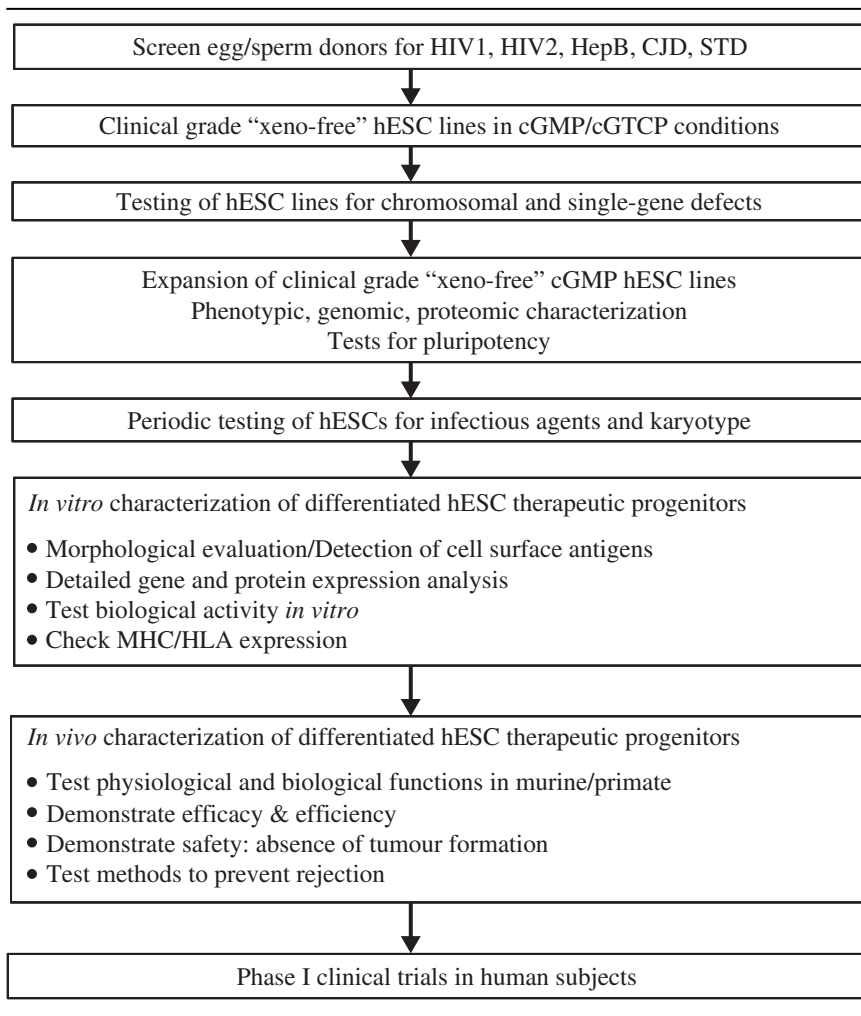 Screen egg/sperm donors for HIV1, HIV2, HepB, CJD, STD
Clinical grade “xeno-free” hESC lines in cGMP/cGTCP conditions
Testing of hESC lines for chromosomal and single-gene defects
Expansion of clinical grade “xeno-free” cGMP hESC lines
Phenotypic, genomic, proteomic characterization
Tests for pluripotency
Periodic testing of hESCs for infectious agents and karyotype
In vitro characterization of differentiated hESC therapeutic progenitors
• Morphological evaluation/Detection of cell surface antigens
• Detailed gene and protein expression analysis
• Test biological activity in vitro
• Check MHC/HLA expression
In vivo characterization of differentiated hESC therapeutic progenitors
• Test physiological and biological functions in murine/primate
• Demonstrate efficacy & efficiency
• Demonstrate safety: absence of tumour formation
• Test methods to prevent rejection
Phase I clinical trials in human subjects